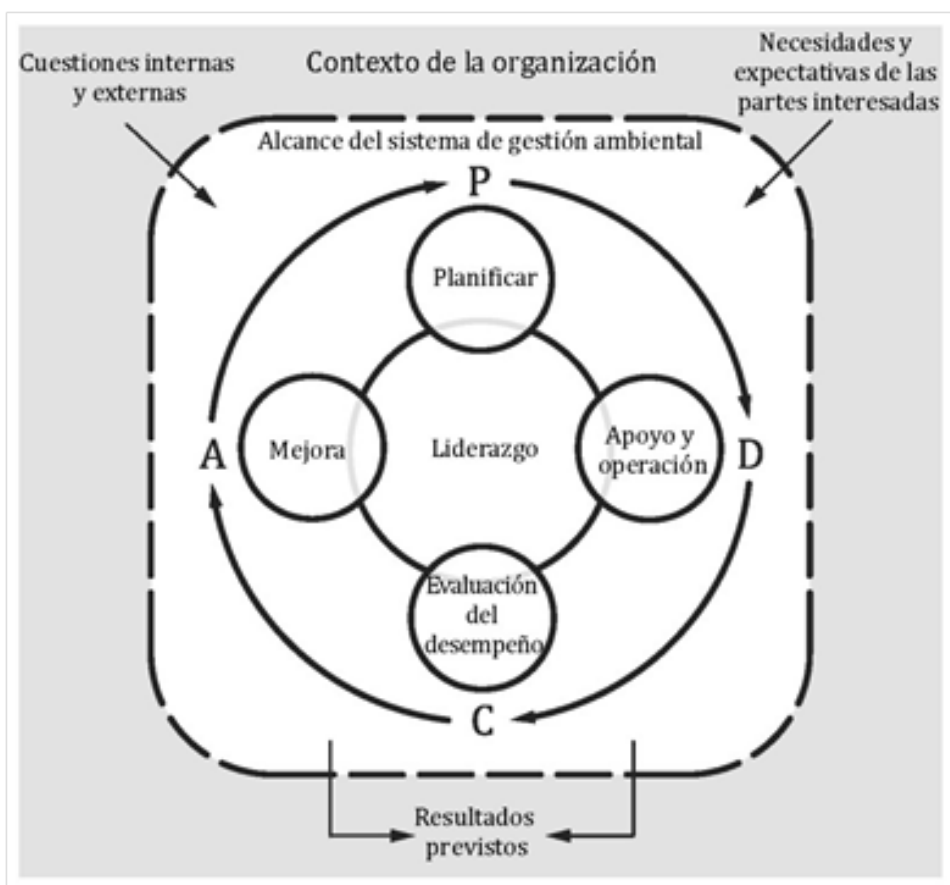 Cuestiones internas
y externas
Contexto de la organización
Necesidades y
expectativas de las
partes interesadas
Alcance del sistema de gestión ambiental
P
Planificar
A
Mejora
Liderazgo
Apoyo y
operación
D
Evaluación
del
desempeño
C
Resultados
previstos